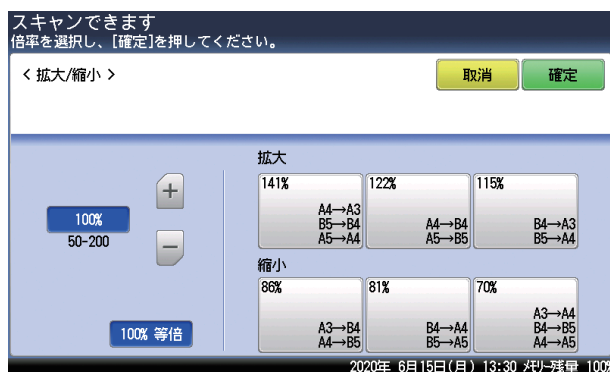 スキャンできます
倍率を選択し、[確定]を押してください。
< 拡大/縮小 >
取消
確定
100%
50-200
+
−
100% 等倍
拡大
141%
A4→A3
B5→B4
A5→A4
122%
A4→B4
A5→B5
115%
B4→A3
B5→A4
縮小
86%
A3→B4
A4→B5
81%
B4→A4
B5→A5
70%
A3→A4
B4→B5
A4→A5
2020年 6月15日(月) 13:30 メモリー残量 100%